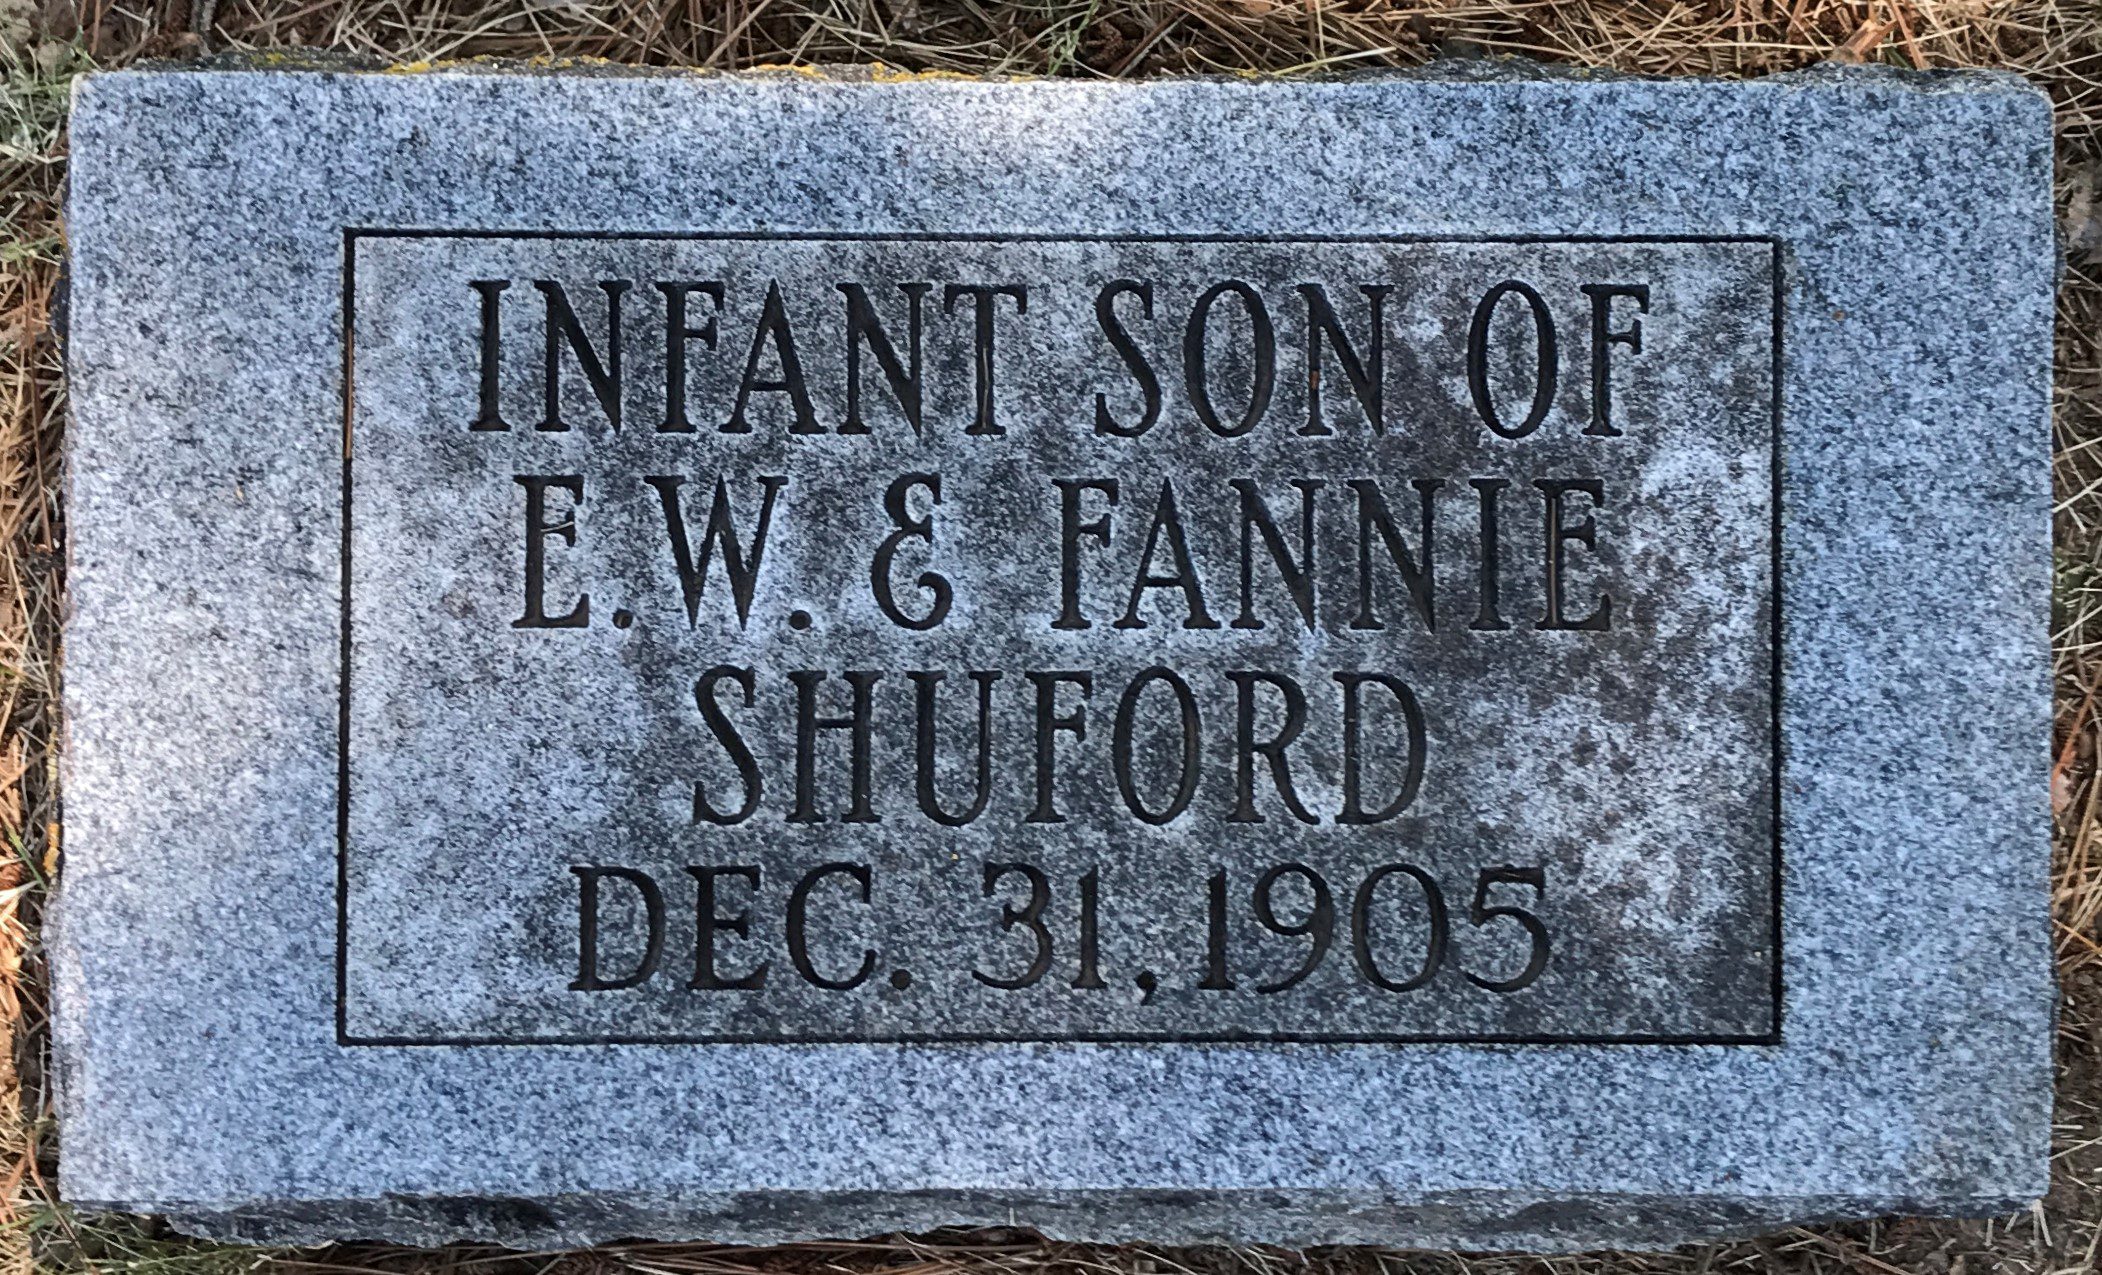 INFANT SON OF
E.W. & FANNIE
SHUFORD
DEC. 31, 1905